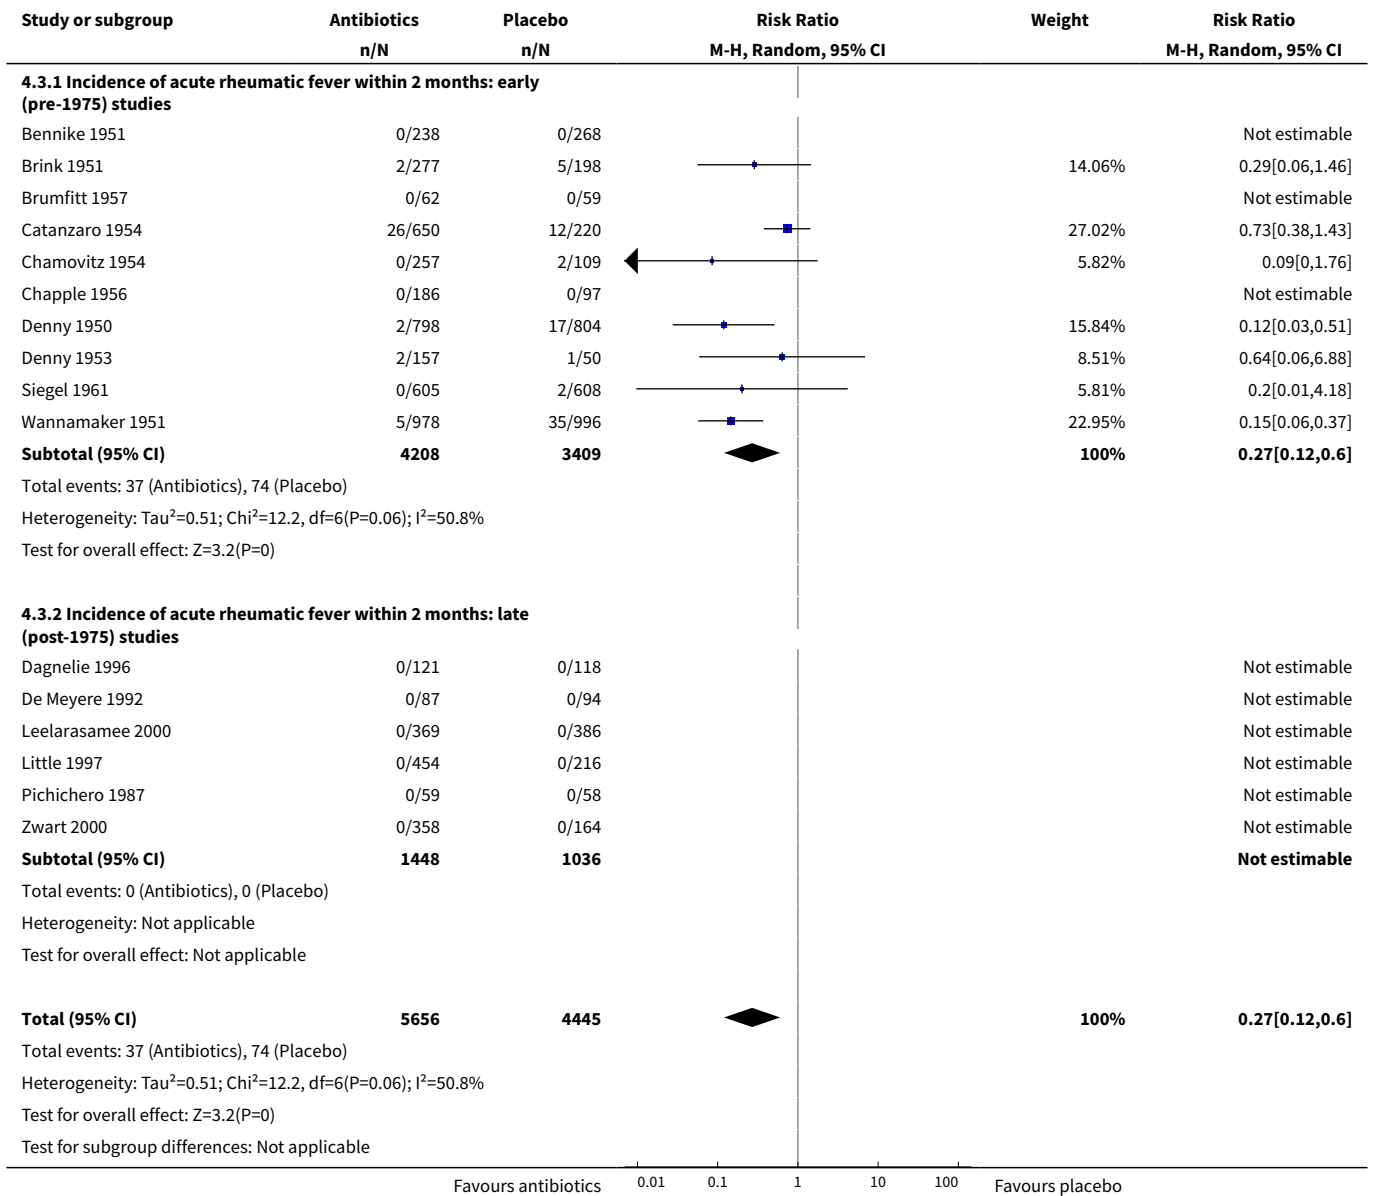 Study or subgroup Antibiotics Placebo Risk Ratio Weight Risk Ratio
n/N n/N M-H, Random, 95% CI M-H, Random, 95% CI
4.3.1 Incidence of acute rheumatic fever within 2 months: early
(pre-1975) studies
Bennike 1951 0/238 0/268 Not estimable
Brink 1951 2/277 5/198 14.06% 0.29[0.06,1.46]
Brumfitt 1957 0/62 0/59 Not estimable
Catanzaro 1954 26/650 12/220 27.02% 0.73[0.38,1.43]
Chamovitz 1954 0/257 2/109 5.82% 0.09[0,1.76]
Chapple 1956 0/186 0/97 Not estimable
Denny 1950 2/798 17/804 15.84% 0.12[0.03,0.51]
Denny 1953 2/157 1/50 8.51% 0.64[0.06,6.88]
Siegel 1961 0/605 2/608 5.81% 0.2[0.01,4.18]
Wannamaker 1951 5/978 35/996 22.95% 0.15[0.06,0.37]
Subtotal (95% CI) 4208 3409 100% 0.27[0.12,0.6]
Total events: 37 (Antibiotics), 74 (Placebo)
Heterogeneity: Tau²=0.51; Chi²=12.2, df=6(P=0.06); I²=50.8%
Test for overall effect: Z=3.2(P=0)
4.3.2 Incidence of acute rheumatic fever within 2 months: late
(post-1975) studies
Dagnelie 1996 0/121 0/118 Not estimable
De Meyere 1992 0/87 0/94 Not estimable
Leelarasamee 2000 0/369 0/386 Not estimable
Little 1997 0/454 0/216 Not estimable
Pichichero 1987 0/59 0/58 Not estimable
Zwart 2000 0/358 0/164 Not estimable
Subtotal (95% CI) 1448 1036 Not estimable
Total events: 0 (Antibiotics), 0 (Placebo)
Heterogeneity: Not applicable
Test for overall effect: Not applicable
Total (95% CI) 5656 4445 100% 0.27[0.12,0.6]
Total events: 37 (Antibiotics), 74 (Placebo)
Heterogeneity: Tau²=0.51; Chi²=12.2, df=6(P=0.06); I²=50.8%
Test for overall effect: Z=3.2(P=0)
Test for subgroup differences: Not applicable
Favours antibiotics 0.01 0.1 1 10 100 Favours placebo